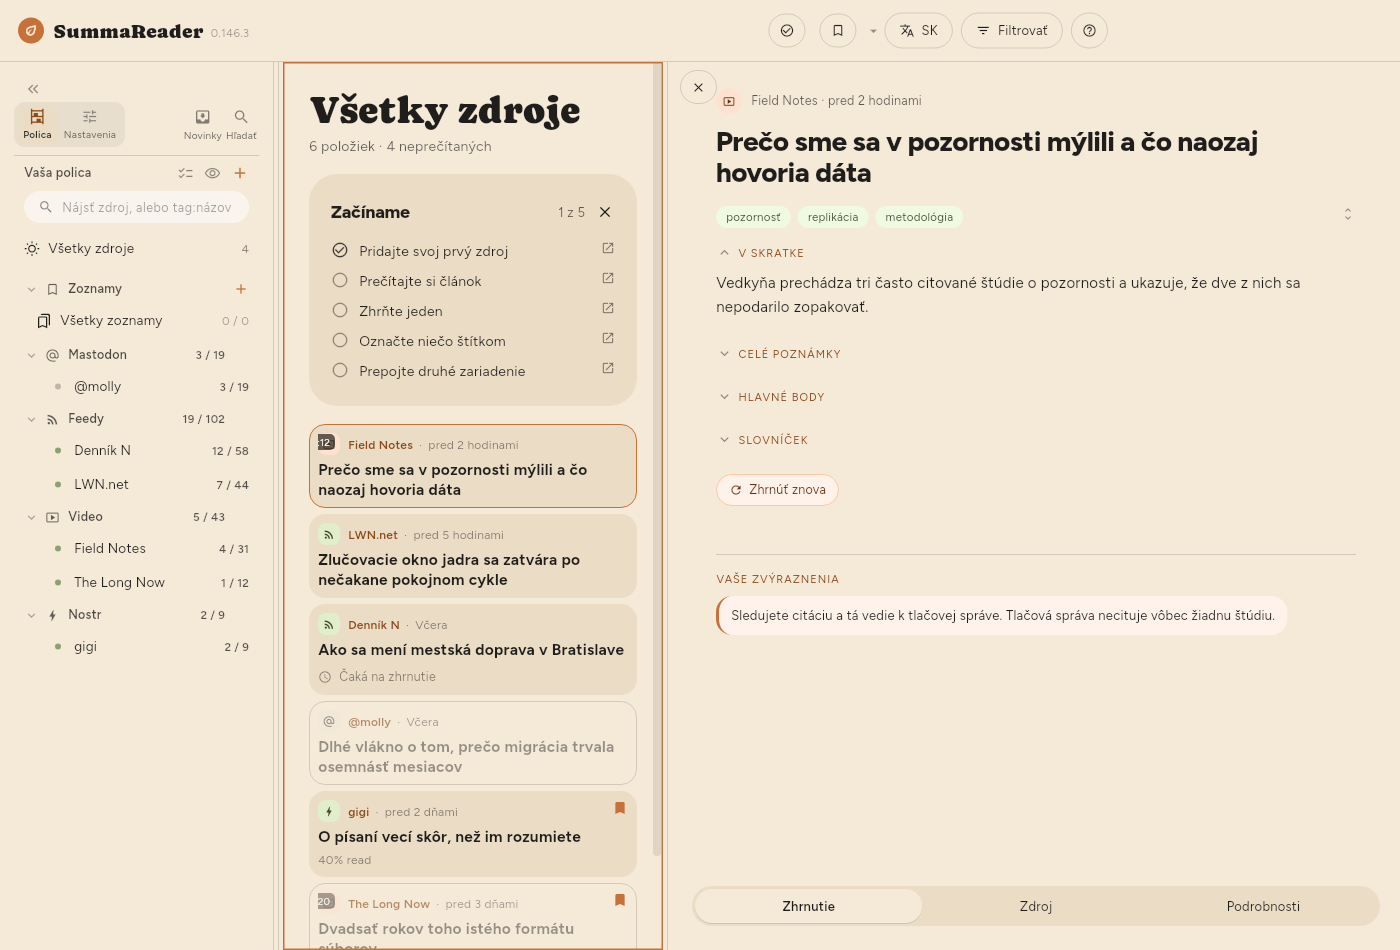 SummaReader 0.146.3
SK
Filtrovať
Polica
Nastavenia
Novinky
Hľadať
Vaša polica
Nájsť zdroj, alebo tag:názov
Všetky zdroje 4
Zoznamy
Všetky zoznamy 0 / 0
Mastodon 3 / 19
@molly 3 / 19
Feedy 19 / 102
Denník N 12 / 58
LWN.net 7 / 44
Video 5 / 43
Field Notes 4 / 31
The Long Now 1 / 12
Nostr 2 / 9
gigi 2 / 9
Všetky zdroje
6 položiek · 4 neprečítaných
Začíname 1 z 5
Pridajte svoj prvý zdroj
Prečítajte si článok
Zhrňte jeden
Označte niečo štítkom
Prepojte druhé zariadenie
:12 Field Notes · pred 2 hodinami
Prečo sme sa v pozornosti mýlili a čo
naozaj hovoria dáta
LWN.net · pred 5 hodinami
Zlučovacie okno jadra sa zatvára po
nečakane pokojnom cykle
Denník N · Včera
Ako sa mení mestská doprava v Bratislave
Čaká na zhrnutie
@molly · Včera
Dlhé vlákno o tom, prečo migrácia trvala
osemnásť mesiacov
gigi · pred 2 dňami
O písaní vecí skôr, než im rozumiete
40% read
20 The Long Now · pred 3 dňami
Dvadsať rokov toho istého formátu
súborov
Field Notes · pred 2 hodinami
Prečo sme sa v pozornosti mýlili a čo naozaj
hovoria dáta
pozornosť
replikácia
metodológia
V SKRATKE
Vedkyňa prechádza tri často citované štúdie o pozornosti a ukazuje, že dve z nich sa
nepodarilo zopakovať.
CELÉ POZNÁMKY
HLAVNÉ BODY
SLOVNÍČEK
Zhrnúť znova
VAŠE ZVÝRAZNENIA
Sledujete citáciu a tá vedie k tlačovej správe. Tlačová správa necituje vôbec žiadnu štúdiu.
Zhrnutie
Zdroj
Podrobnosti